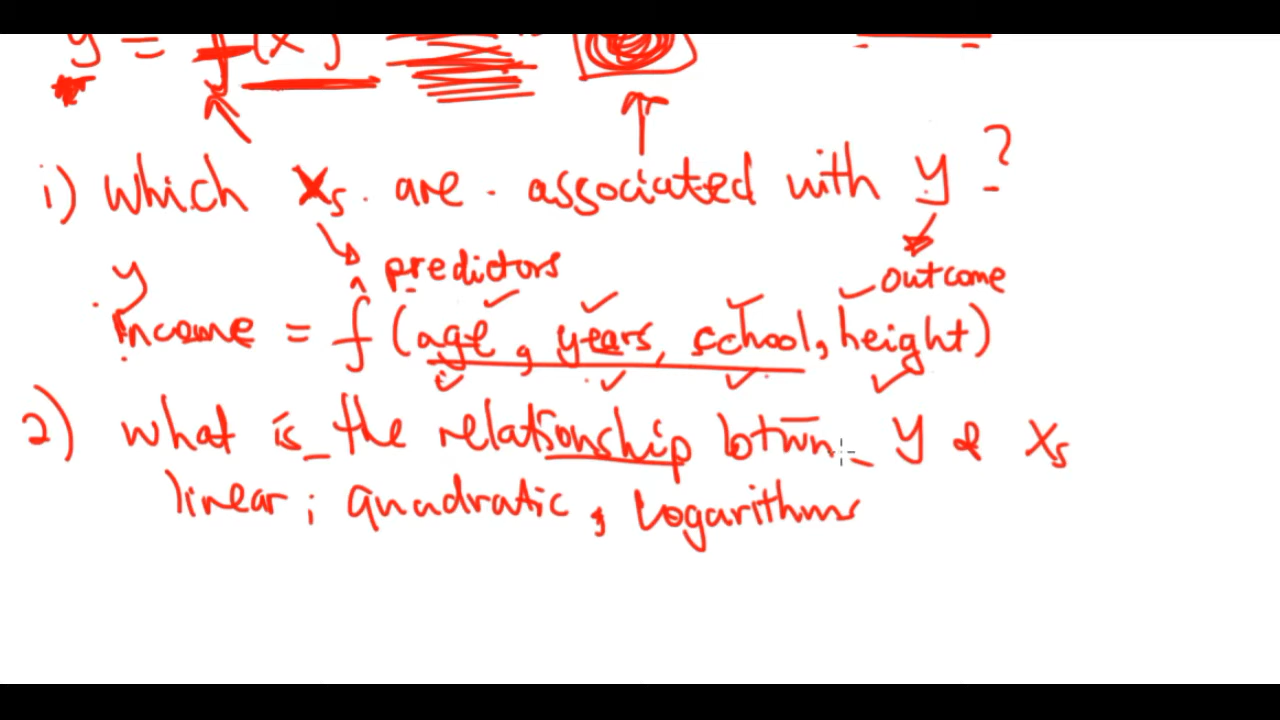 y = f(x)
1) Which Xs are associated with y?
predictors
outcome
y
income = f̂ (age, years, school, height)
2) what is the relationship btwn y & Xs
linear; quadratic, logarithms